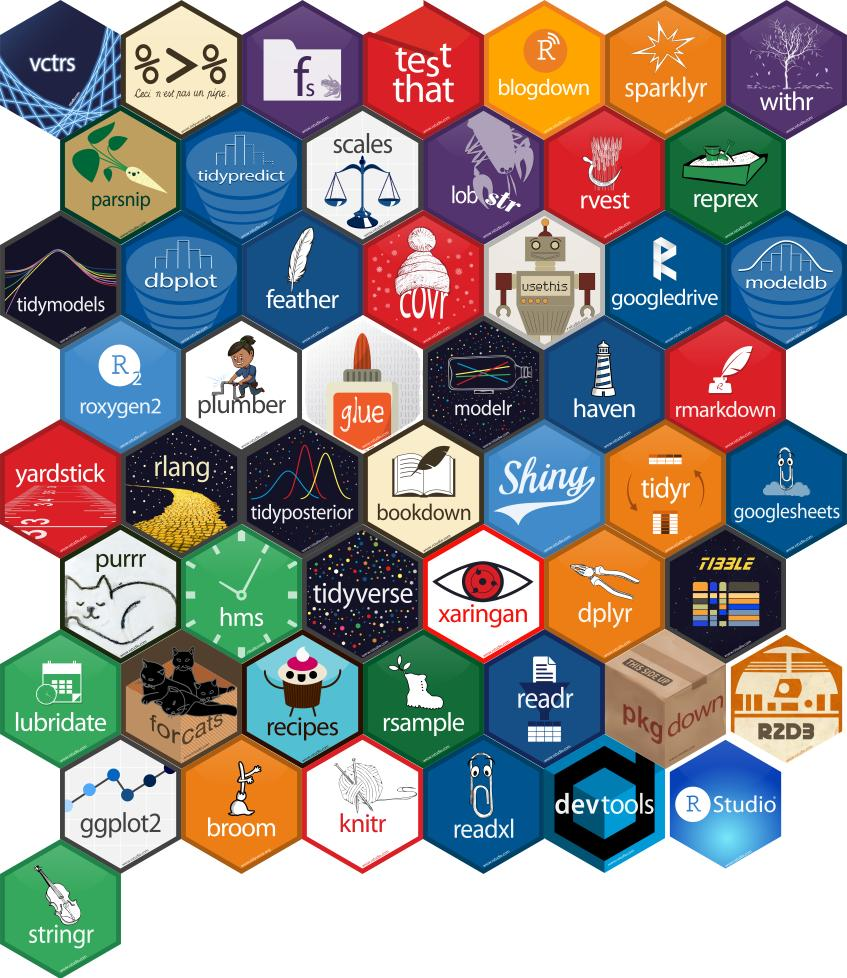 vctrs
% > %
Ceci n'est pas un pipe.
fs
test
that
R
blogdown
sparklyr
withr
parsnip
tidypredict
scales
lobstr
rvest
reprex
tidymodels
dbplot
feather
covr
usethis
googledrive
modeldb
R2
roxygen2
plumber
glue
modelr
haven
R
rmarkdown
yardstick
rlang
tidyposterior
bookdown
Shiny
tidyr
googlesheets
purrr
hms
tidyverse
xaringan
dplyr
TIBBLE
lubridate
forcats
recipes
rsample
readr
THIS SIDE UP
pkgdown
R2D3
ggplot2
broom
knitr
readxl
devtools
R Studio
stringr